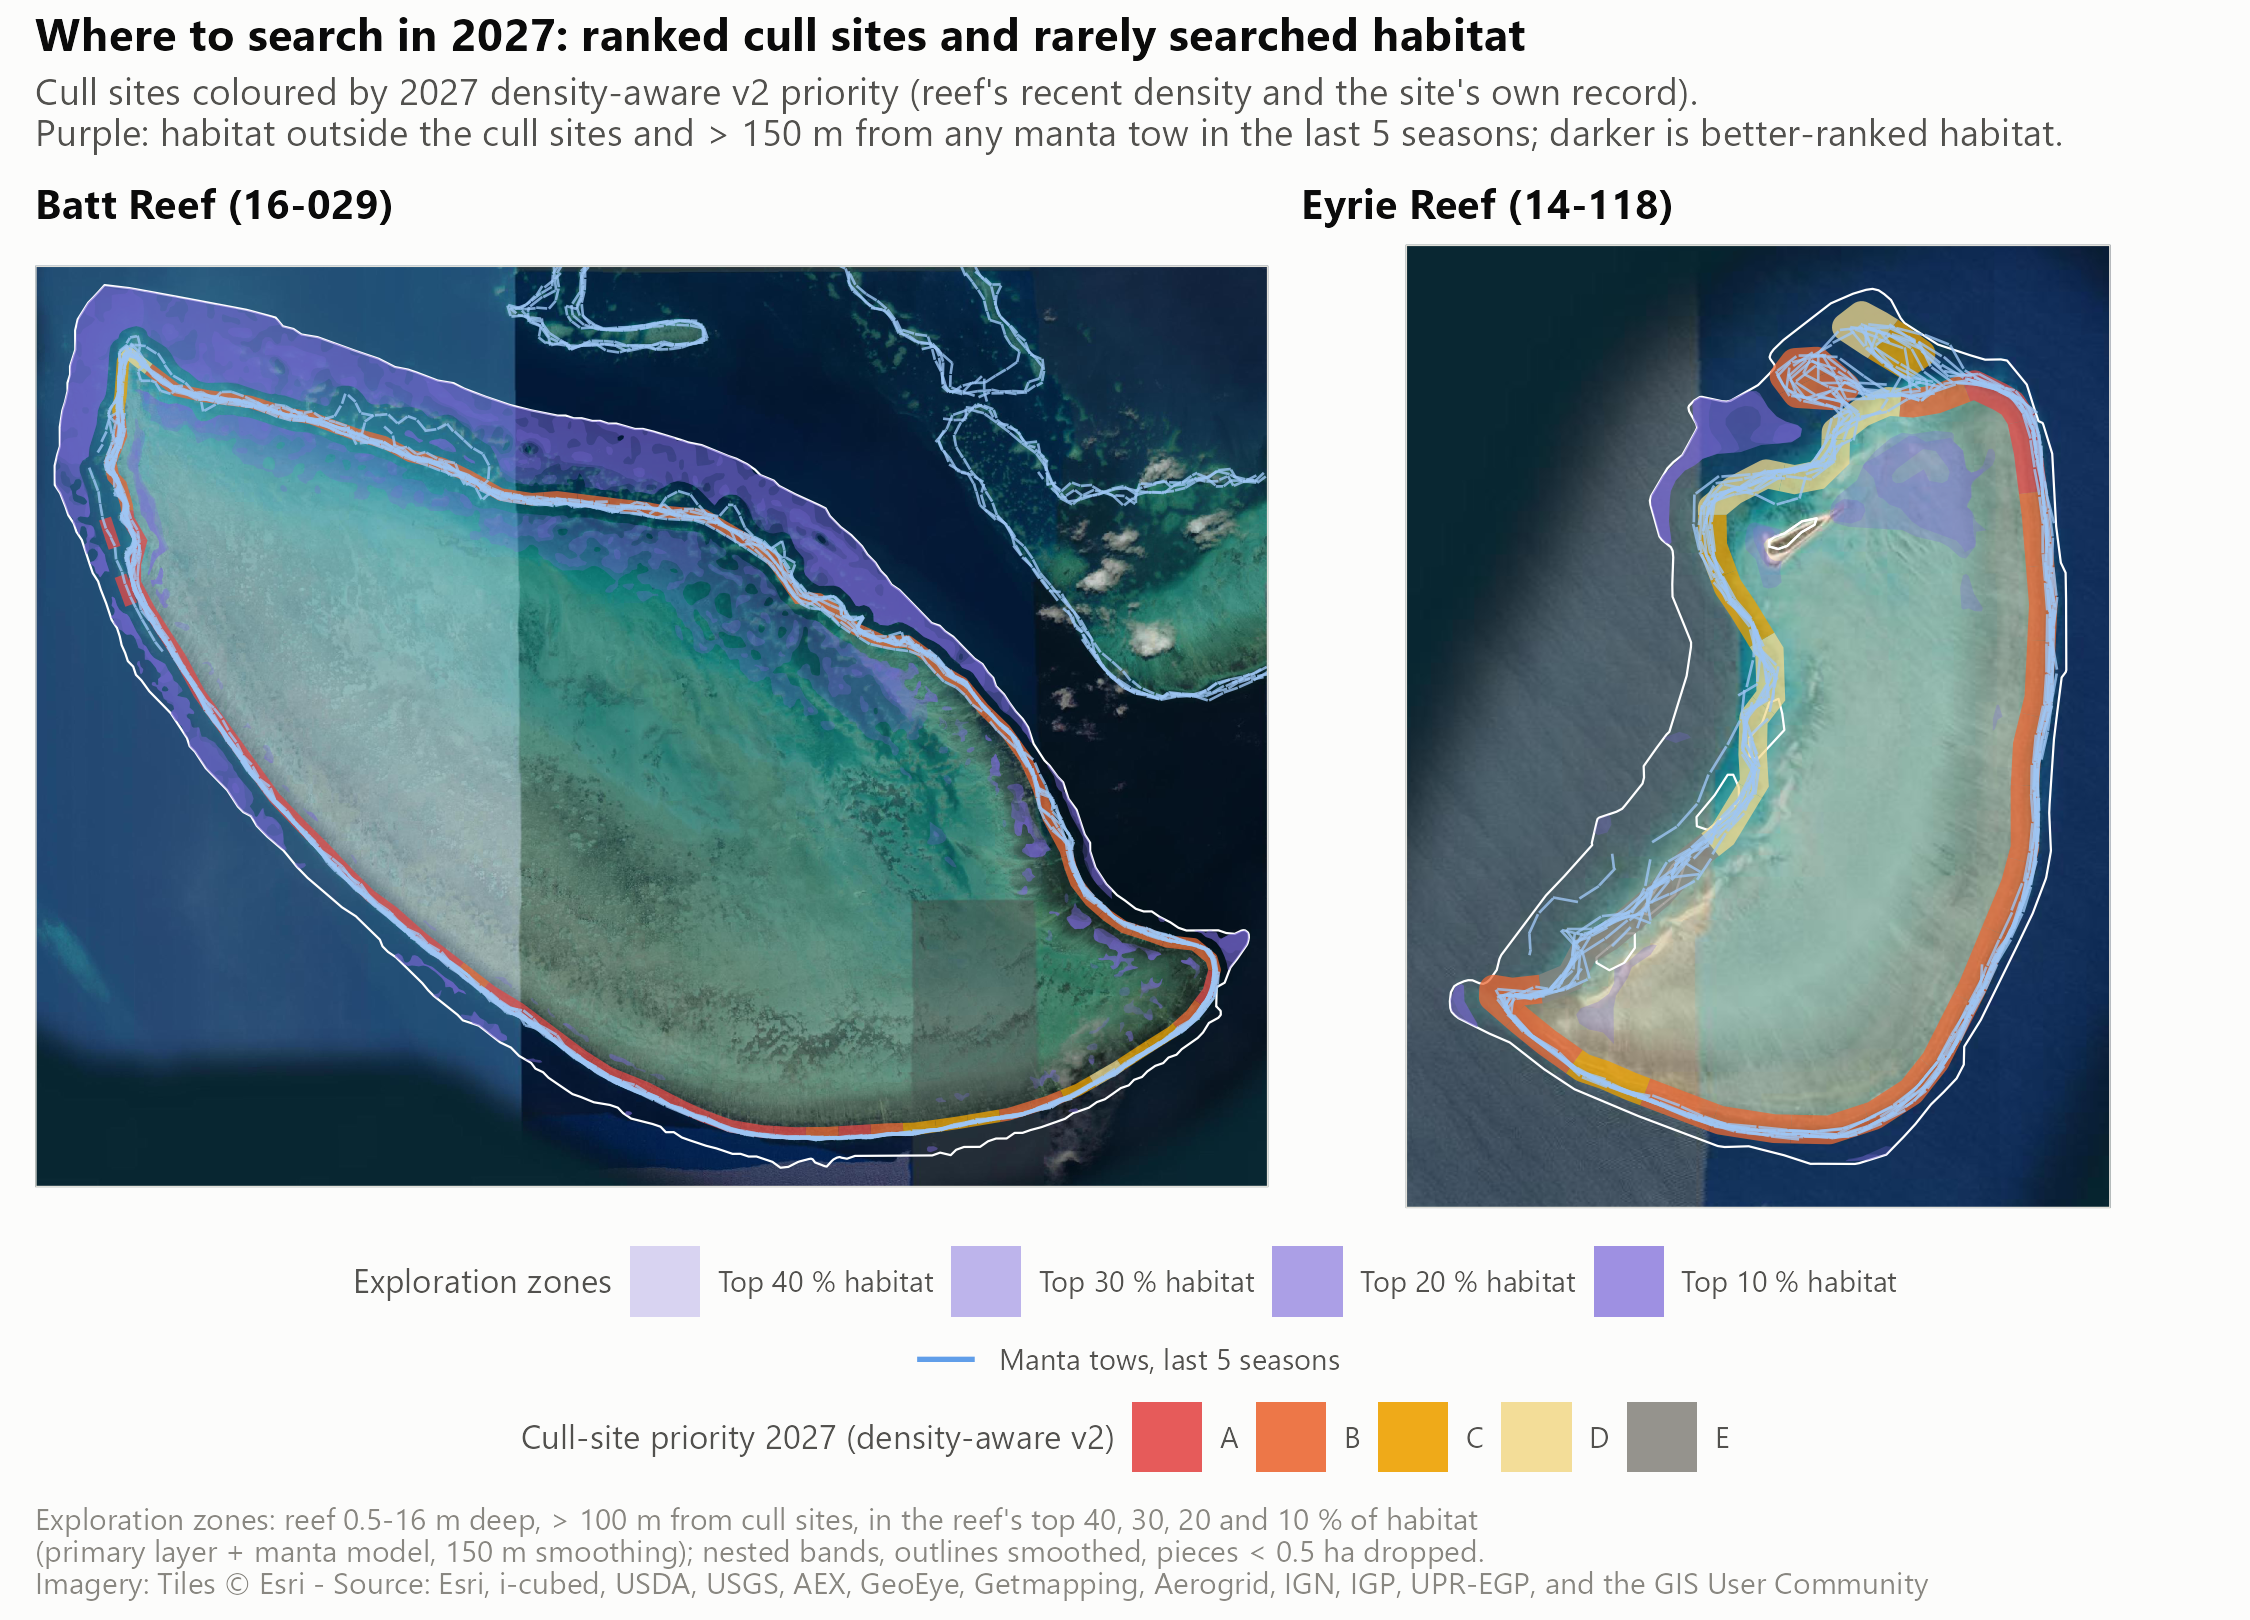 Where to search in 2027: ranked cull sites and rarely searched habitat
Cull sites coloured by 2027 density-aware v2 priority (reef's recent density and the site's own record).
Purple: habitat outside the cull sites and > 150 m from any manta tow in the last 5 seasons; darker is better-ranked habitat.
Batt Reef (16-029)
Eyrie Reef (14-118)
Exploration zones
Top 40 % habitat
Top 30 % habitat
Top 20 % habitat
Top 10 % habitat
Manta tows, last 5 seasons
Cull-site priority 2027 (density-aware v2)
A
B
C
D
E
Exploration zones: reef 0.5-16 m deep, > 100 m from cull sites, in the reef's top 40, 30, 20 and 10 % of habitat
(primary layer + manta model, 150 m smoothing); nested bands, outlines smoothed, pieces < 0.5 ha dropped.
Imagery: Tiles © Esri - Source: Esri, i-cubed, USDA, USGS, AEX, GeoEye, Getmapping, Aerogrid, IGN, IGP, UPR-EGP, and the GIS User Community